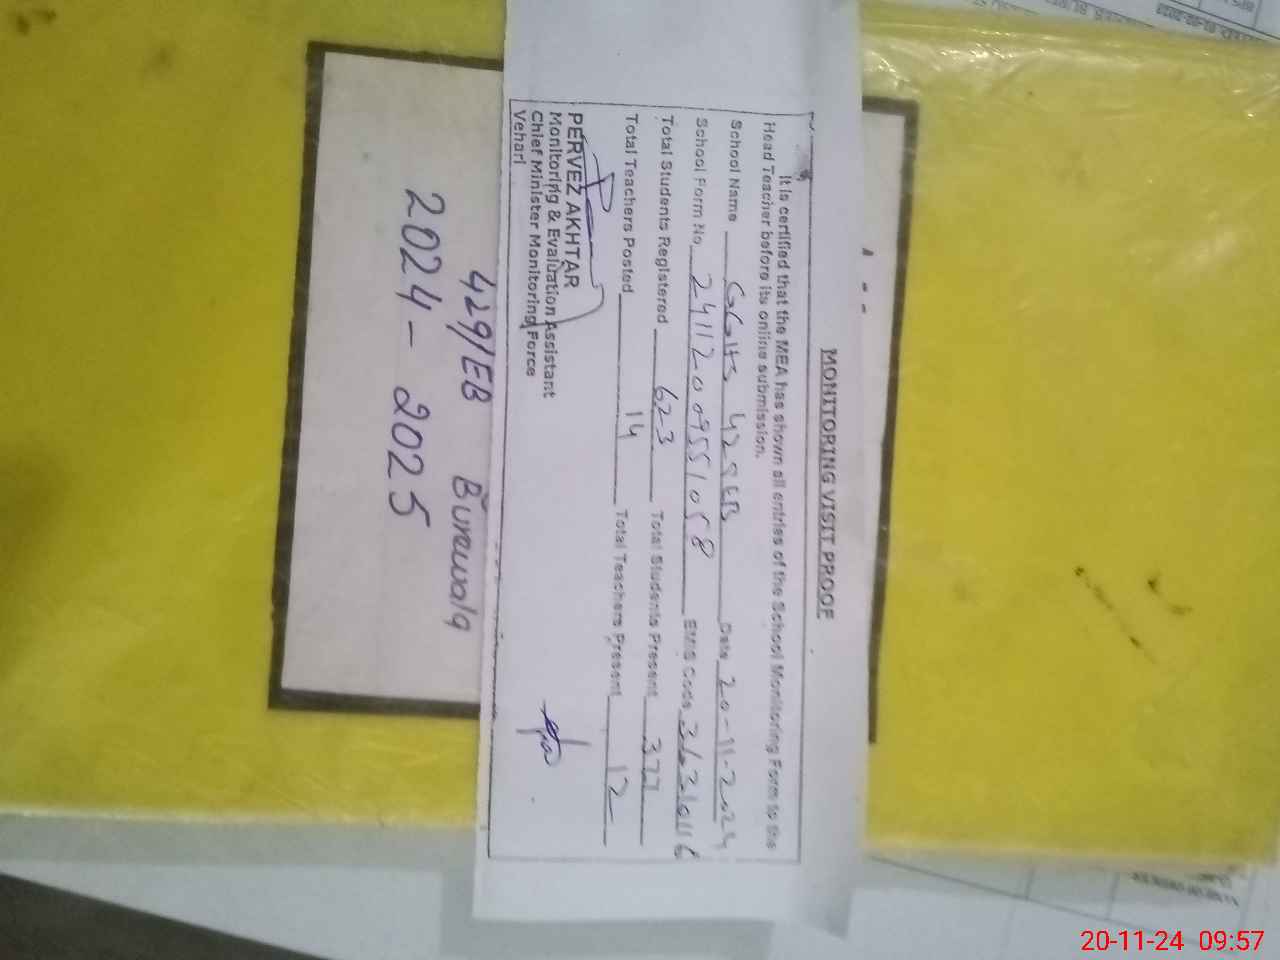 MONITORING VISIT PROOF
It is certified that the MEA has shown all entries of the School Monitoring Form to the
Head Teacher before its online submission.
School Name GGHS 429EB Date 20-11-2024
School Form No. EMIS Code
Total Students Registered 623 Total Students Present 377
Total Teachers Posted 14 Total Teachers Present 12
PERVEZ AKHTAR
Monitoring & Evaluation Assistant
Chief Minister Monitoring Force
Vehari
429/EB Burewala
2024 - 2025
20-11-24 09:57